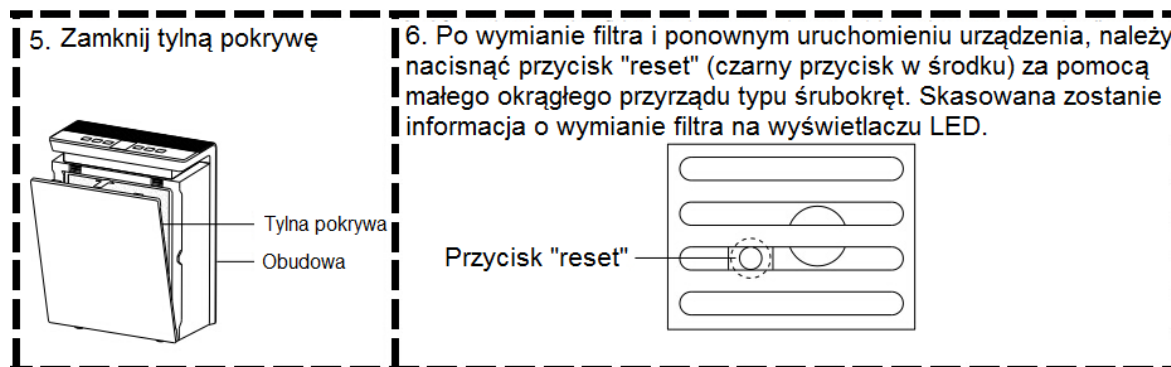 5. Zamknij tylną pokrywę
Tylna pokrywa
Obudowa
6. Po wymianie filtra i ponownym uruchomieniu urządzenia, należy
nacisnąć przycisk "reset" (czarny przycisk w środku) za pomocą
małego okrągłego przyrządu typu śrubokręt. Skasowana zostanie
informacja o wymianie filtra na wyświetlaczu LED.
Przycisk "reset"